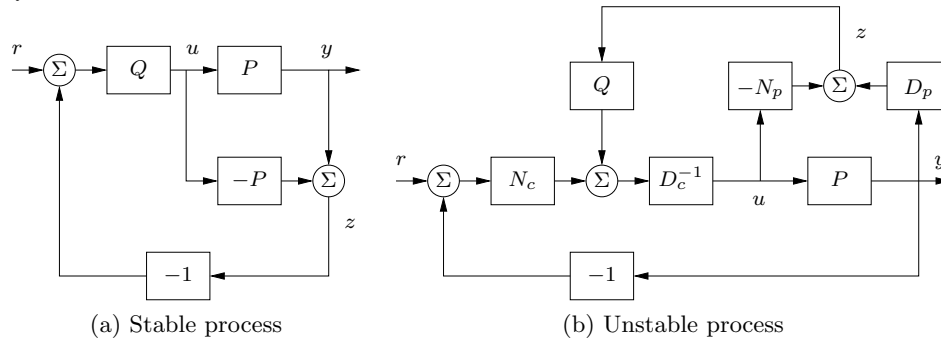 z
r
u
y
Σ
Q
P
Q
−N_p
Σ
D_p
−P
Σ
z
r
Σ
N_c
Σ
D_c^{-1}
u
P
y
−1
−1
(a) Stable process
(b) Unstable process